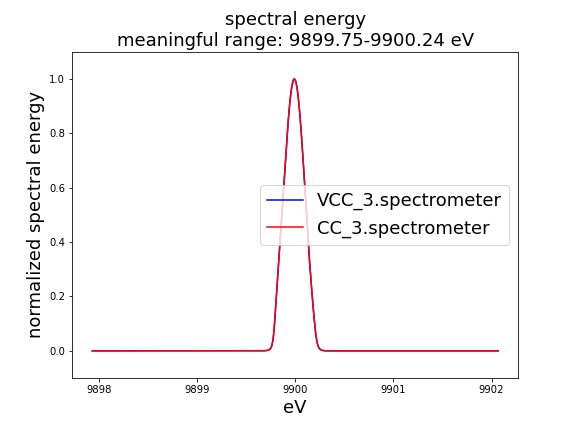 spectral energy
meaningful range: 9899.75-9900.24 eV
normalized spectral energy
1.0
0.8
0.6
0.4
0.2
0.0
VCC_3.spectrometer
CC_3.spectrometer
9898 9899 9900 9901 9902
eV